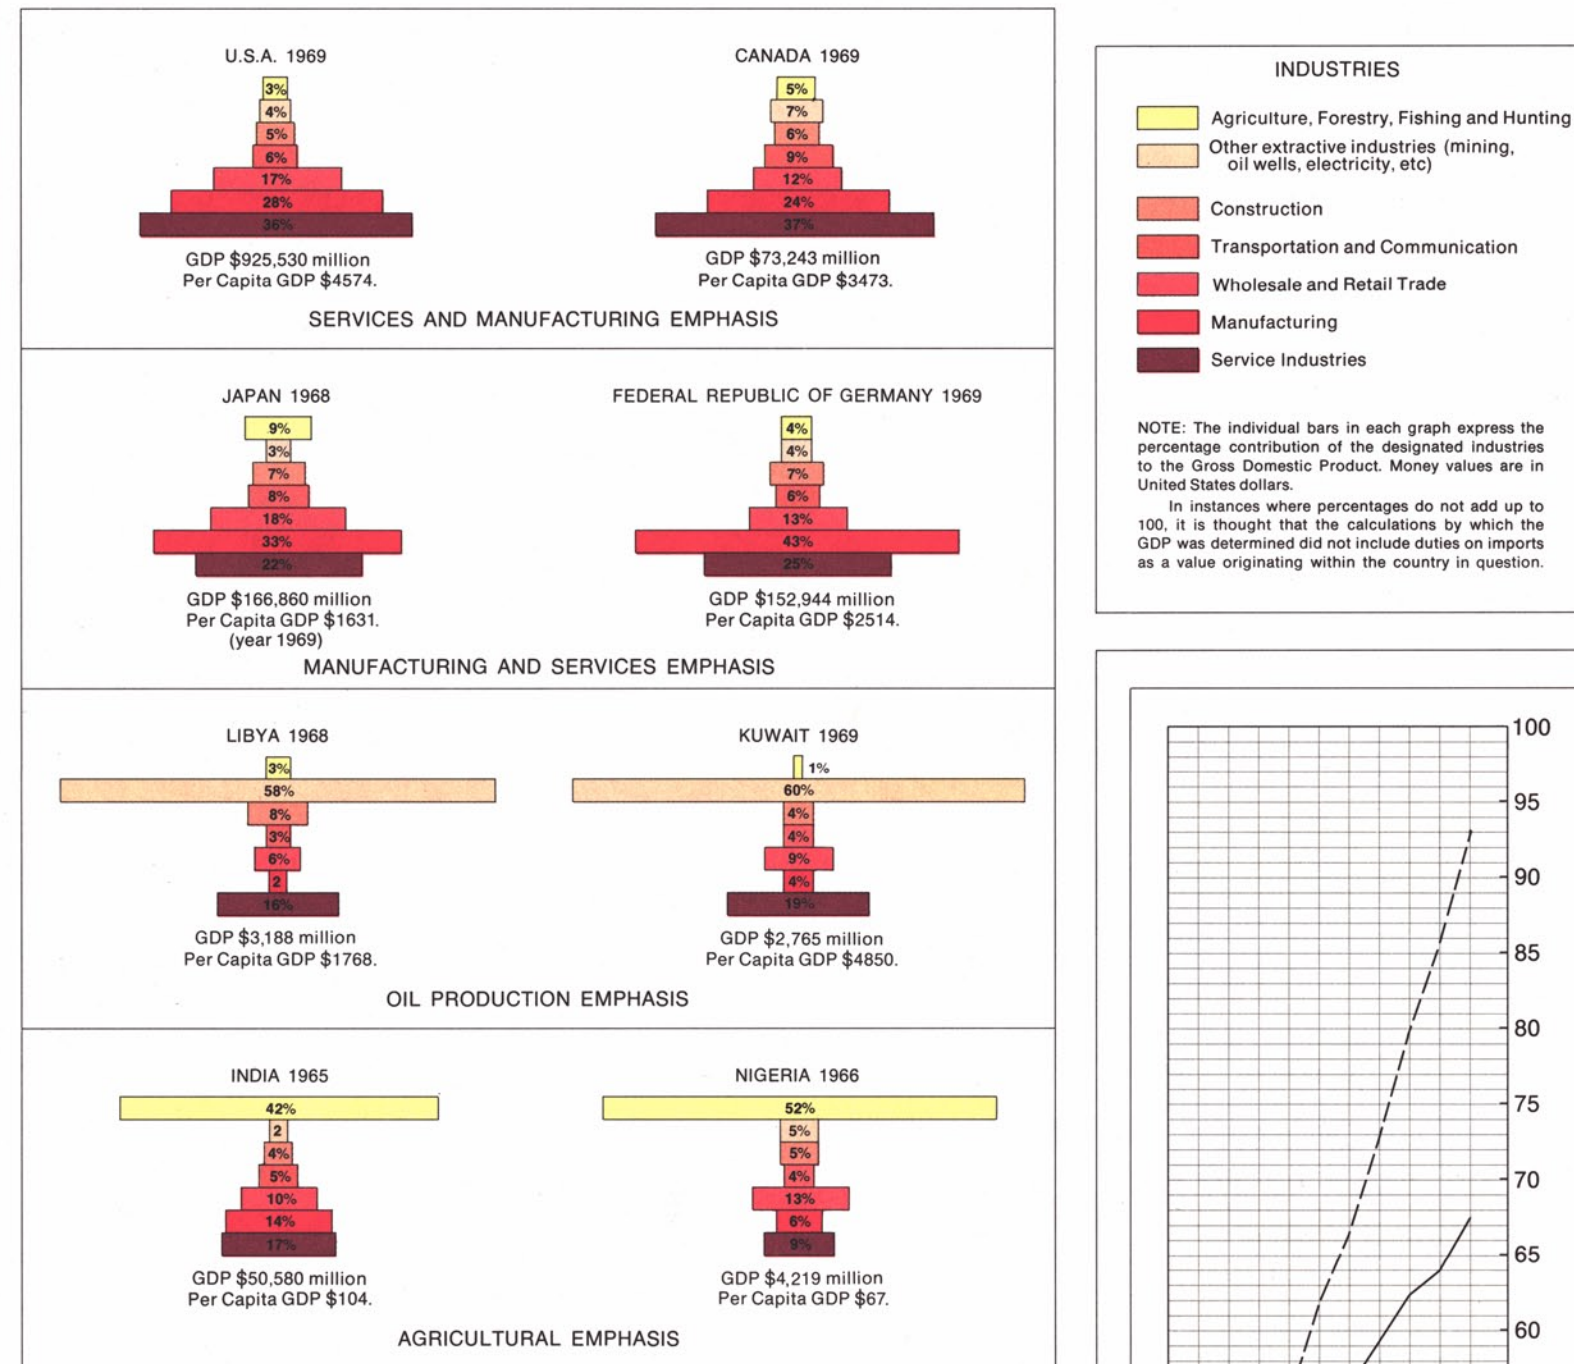 U.S.A. 1969
3%
4%
5%
6%
17%
28%
36%
GDP $925,530 million
Per Capita GDP $4574.
CANADA 1969
5%
7%
6%
9%
12%
24%
37%
GDP $73,243 million
Per Capita GDP $3473.
SERVICES AND MANUFACTURING EMPHASIS
JAPAN 1968
9%
3%
7%
8%
18%
33%
22%
GDP $166,860 million
Per Capita GDP $1631.
(year 1969)
FEDERAL REPUBLIC OF GERMANY 1969
4%
4%
7%
6%
13%
43%
25%
GDP $152,944 million
Per Capita GDP $2514.
MANUFACTURING AND SERVICES EMPHASIS
LIBYA 1968
3%
58%
8%
3%
6%
2
16%
GDP $3,188 million
Per Capita GDP $1768.
KUWAIT 1969
1%
60%
4%
4%
9%
4%
19%
GDP $2,765 million
Per Capita GDP $4850.
OIL PRODUCTION EMPHASIS
INDIA 1965
42%
2
4%
5%
10%
14%
17%
GDP $50,580 million
Per Capita GDP $104.
NIGERIA 1966
52%
5%
5%
4%
13%
6%
9%
GDP $4,219 million
Per Capita GDP $67.
AGRICULTURAL EMPHASIS
INDUSTRIES
Agriculture, Forestry, Fishing and Hunting
Other extractive industries (mining,
oil wells, electricity, etc)
Construction
Transportation and Communication
Wholesale and Retail Trade
Manufacturing
Service Industries
NOTE: The individual bars in each graph express the
percentage contribution of the designated industries
to the Gross Domestic Product. Money values are in
United States dollars.
In instances where percentages do not add up to
100, it is thought that the calculations by which the
GDP was determined did not include duties on imports
as a value originating within the country in question.
100
95
90
85
80
75
70
65
60